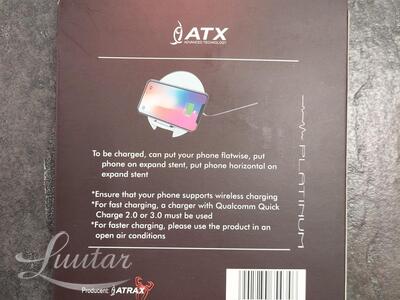 ATX
ADVANCED TECHNOLOGY
To be charged, can put your phone flatwise, put
phone on expand stent, put phone horizontal on
expand stent
*Ensure that your phone supports wireless charging
*For fast charging, a charger with Qualcomm Quick
Charge 2.0 or 3.0 must be used
*For faster charging, please use the product in an
open air conditions
PLATINUM
Luutar
Producent: ATRAX